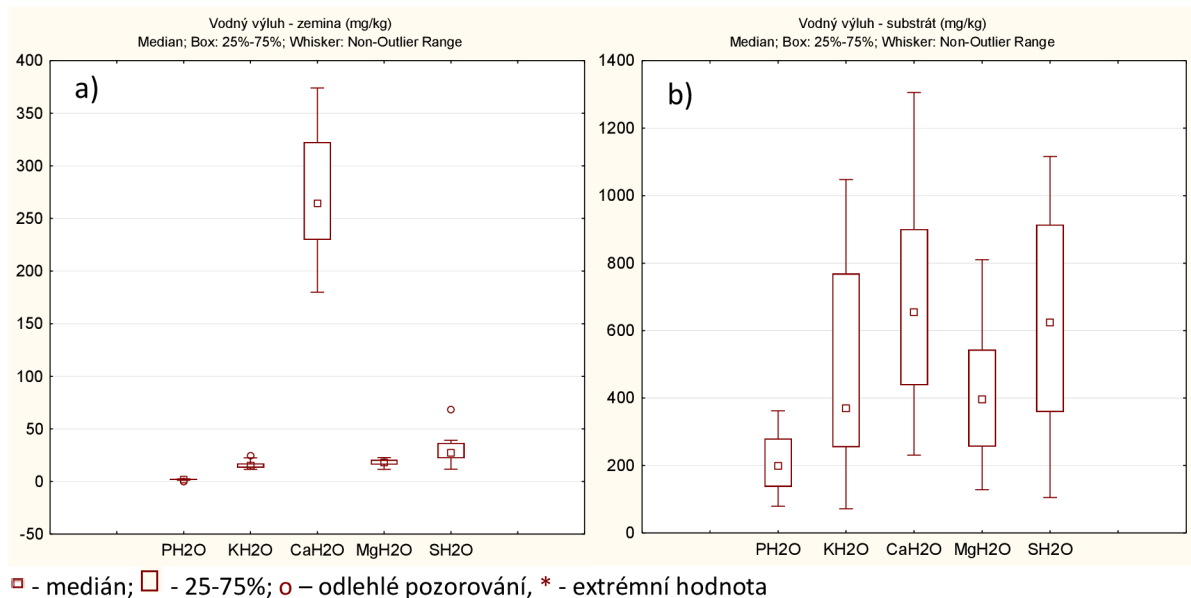 Vodný výluh - zemina (mg/kg)
Median; Box: 25%-75%; Whisker: Non-Outlier Range
a)
400
350
300
250
200
150
100
50
0
-50
PH2O KH2O CaH2O MgH2O SH2O
Vodný výluh - substrát (mg/kg)
Median; Box: 25%-75%; Whisker: Non-Outlier Range
b)
1400
1200
1000
800
600
400
200
0
PH2O KH2O CaH2O MgH2O SH2O
- medián; - 25-75%; o – odlehlé pozorování, * - extrémní hodnota